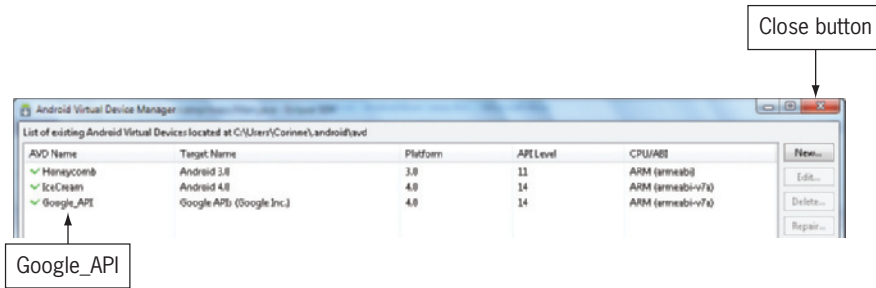 Close button
Android Virtual Device Manager
List of existing Android Virtual Devices located at C:\Users\Corinne\.android\avd
AVD Name Target Name Platform API Level CPU/ABI New...
Honeycomb Android 3.0 3.0 11 ARM (armeabi) Edit...
IceCream Android 4.0 4.0 14 ARM (armeabi-v7a)
Google_API Google APIs (Google Inc.) 4.0 14 ARM (armeabi-v7a) Delete...
Repair...
Google_API